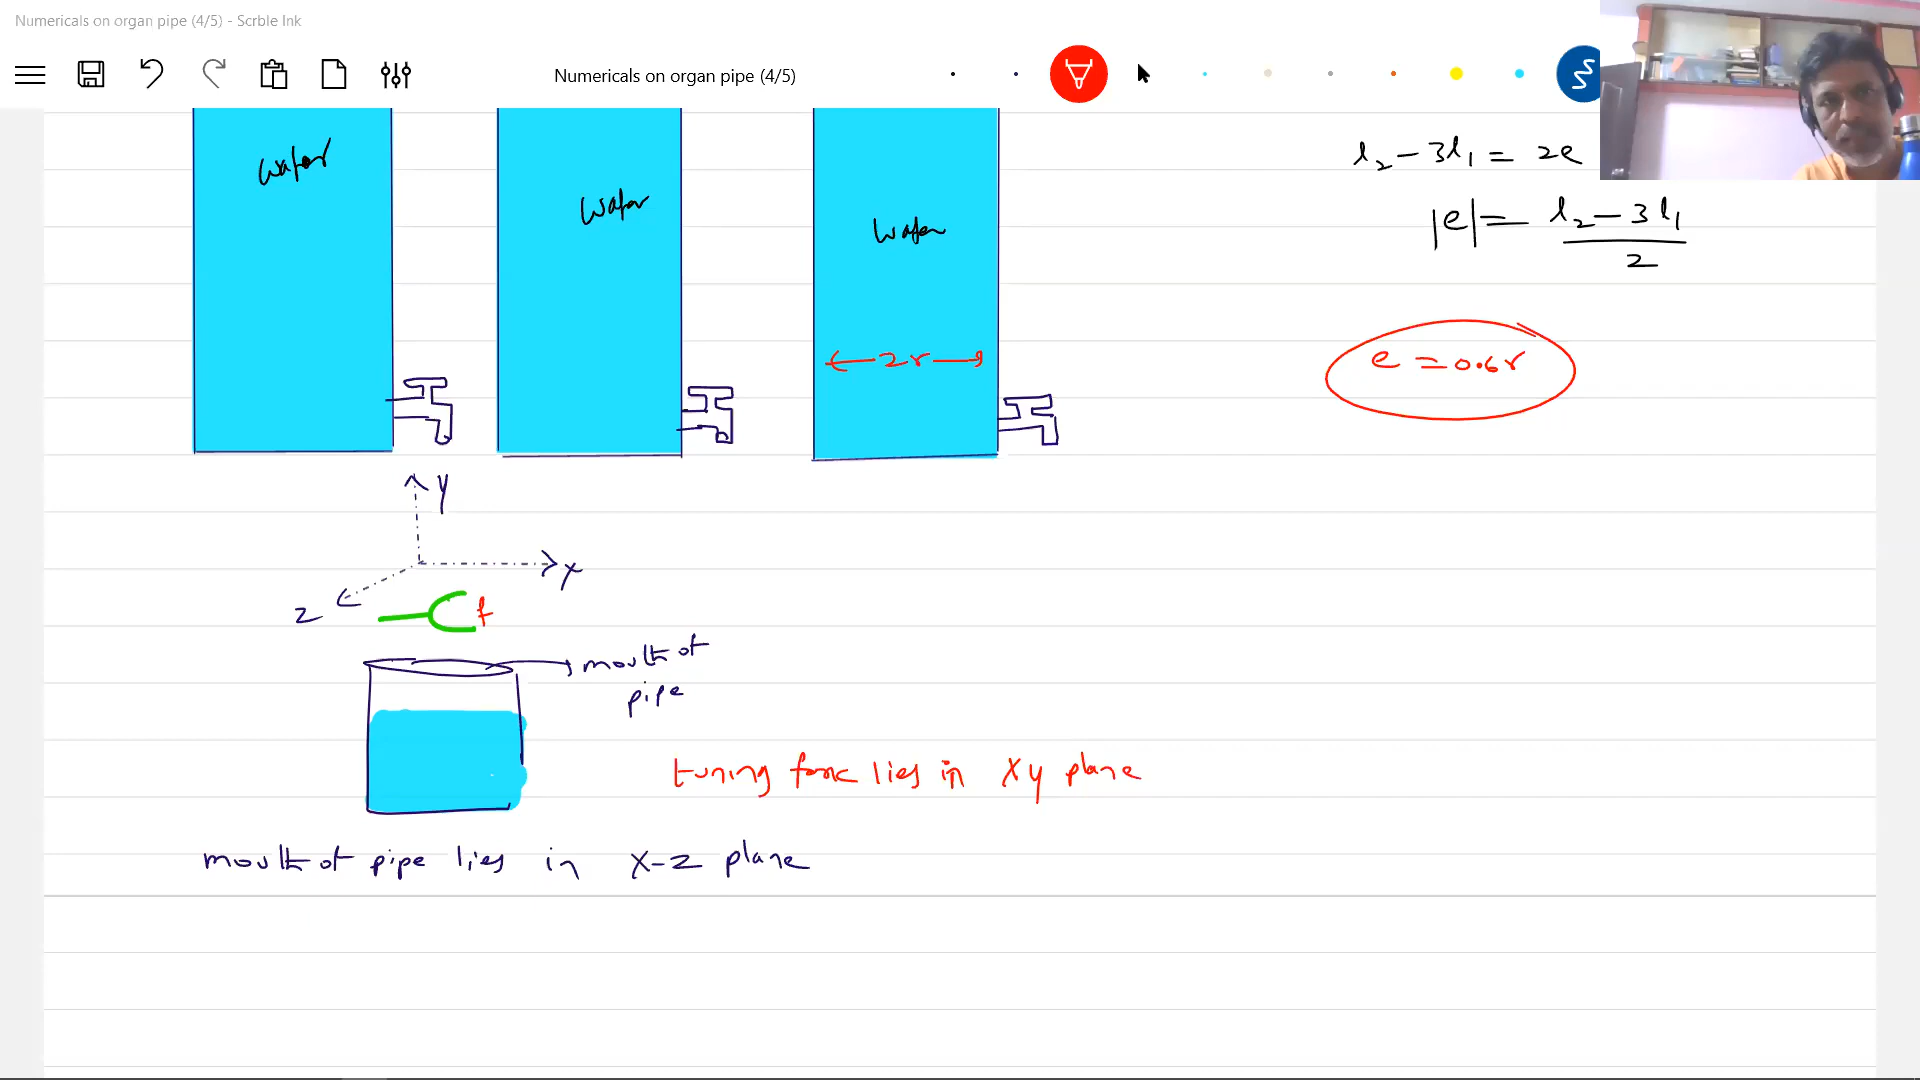 Numericals on organ pipe (4/5) - Scrble Ink
Numericals on organ pipe (4/5)
water
water
water
l₂ - 3l₁ = 2e
|e| = (l₂ - 3l₁)/2
2r
e = 0.6r
y
x
z
f
mouth of
pipe
tuning fork lies in xy plane
mouth of pipe lies in x-z plane